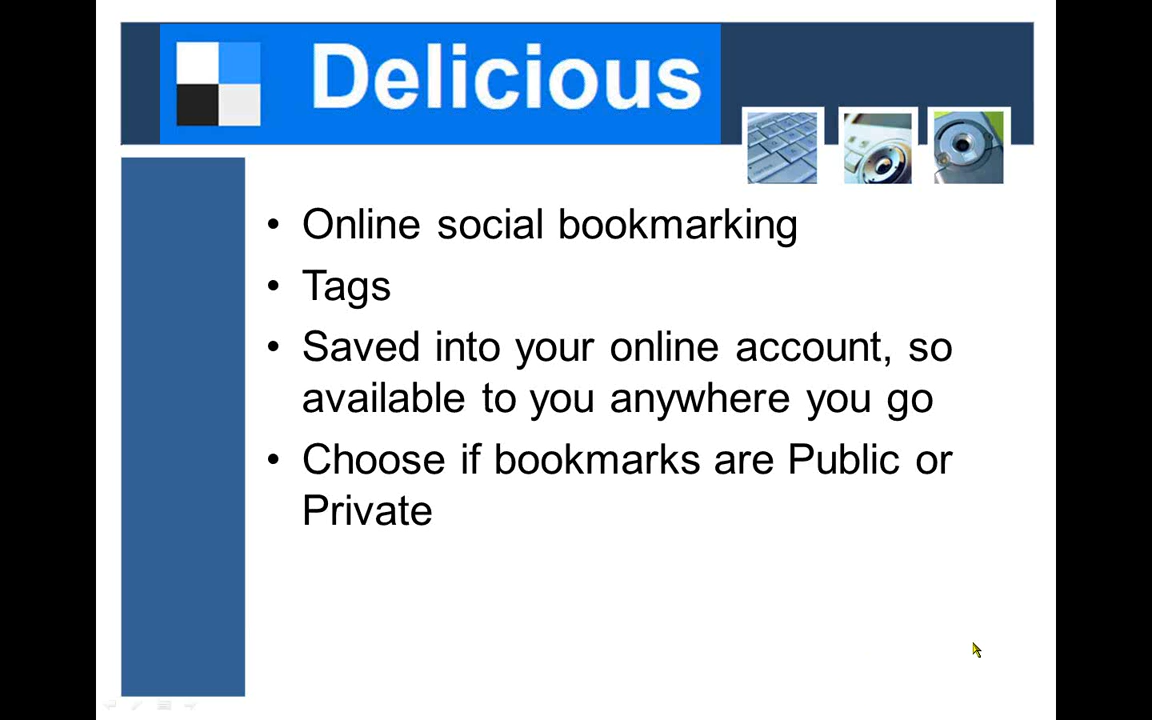 Delicious
• Online social bookmarking
• Tags
• Saved into your online account, so
available to you anywhere you go
• Choose if bookmarks are Public or
Private